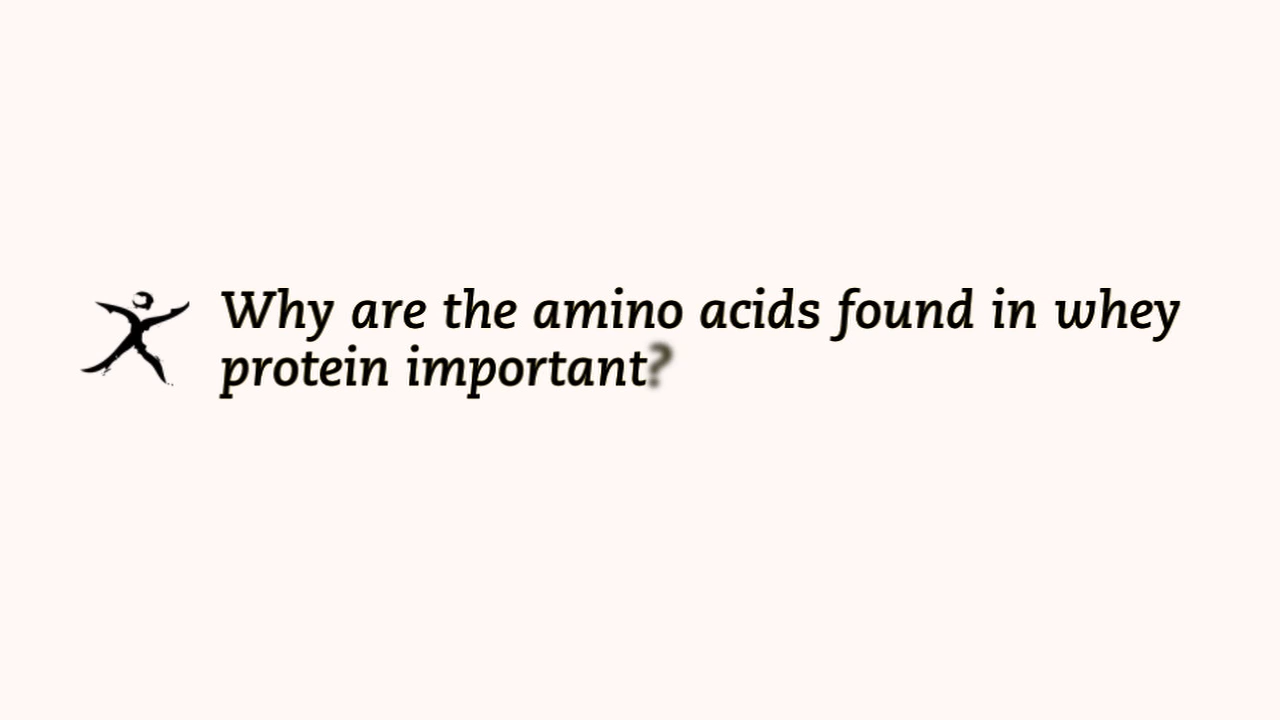 Why are the amino acids found in whey
protein important?